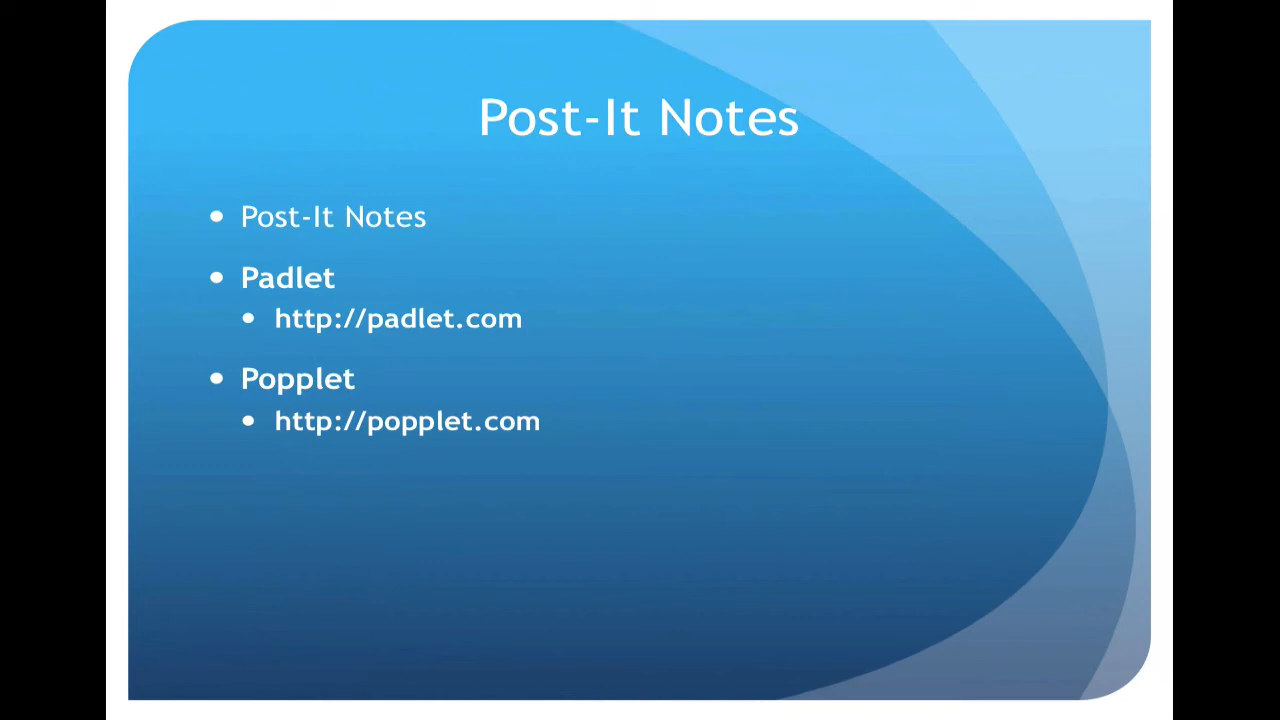 Post-It Notes
• Post-It Notes
• Padlet
• http://padlet.com
• Popplet
• http://popplet.com